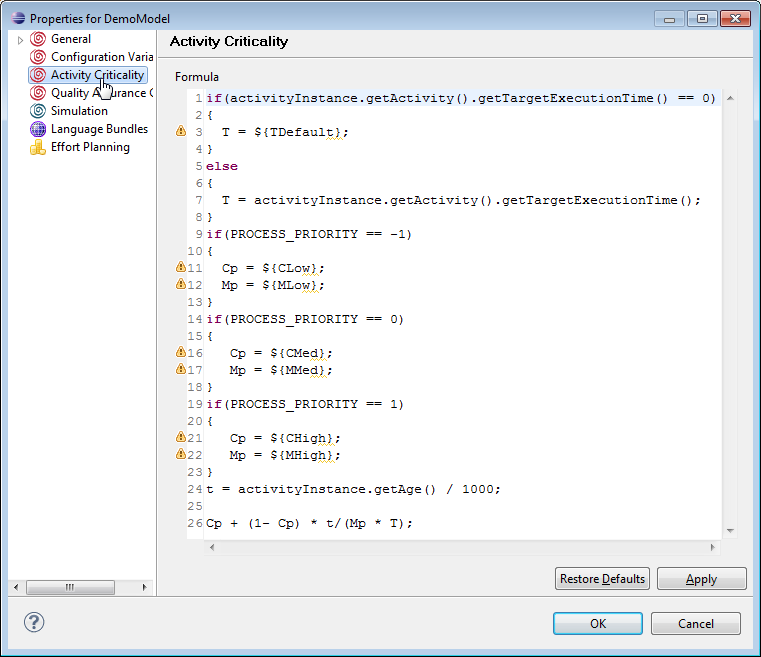 Properties for DemoModel
General
Configuration Varia
Activity Criticality
Quality Assurance C
Simulation
Language Bundles
Effort Planning
Activity Criticality
Formula
1 if(activityInstance.getActivity().getTargetExecutionTime() == 0)
2 {
3 T = ${TDefault};
4 }
5 else
6 {
7 T = activityInstance.getActivity().getTargetExecutionTime();
8 }
9 if(PROCESS_PRIORITY == -1)
10 {
11 Cp = ${CLow};
12 Mp = ${MLow};
13 }
14 if(PROCESS_PRIORITY == 0)
15 {
16 Cp = ${CMed};
17 Mp = ${MMed};
18 }
19 if(PROCESS_PRIORITY == 1)
20 {
21 Cp = ${CHigh};
22 Mp = ${MHigh};
23 }
24 t = activityInstance.getAge() / 1000;
25
26 Cp + (1- Cp) * t/(Mp * T);
Restore Defaults
Apply
OK
Cancel